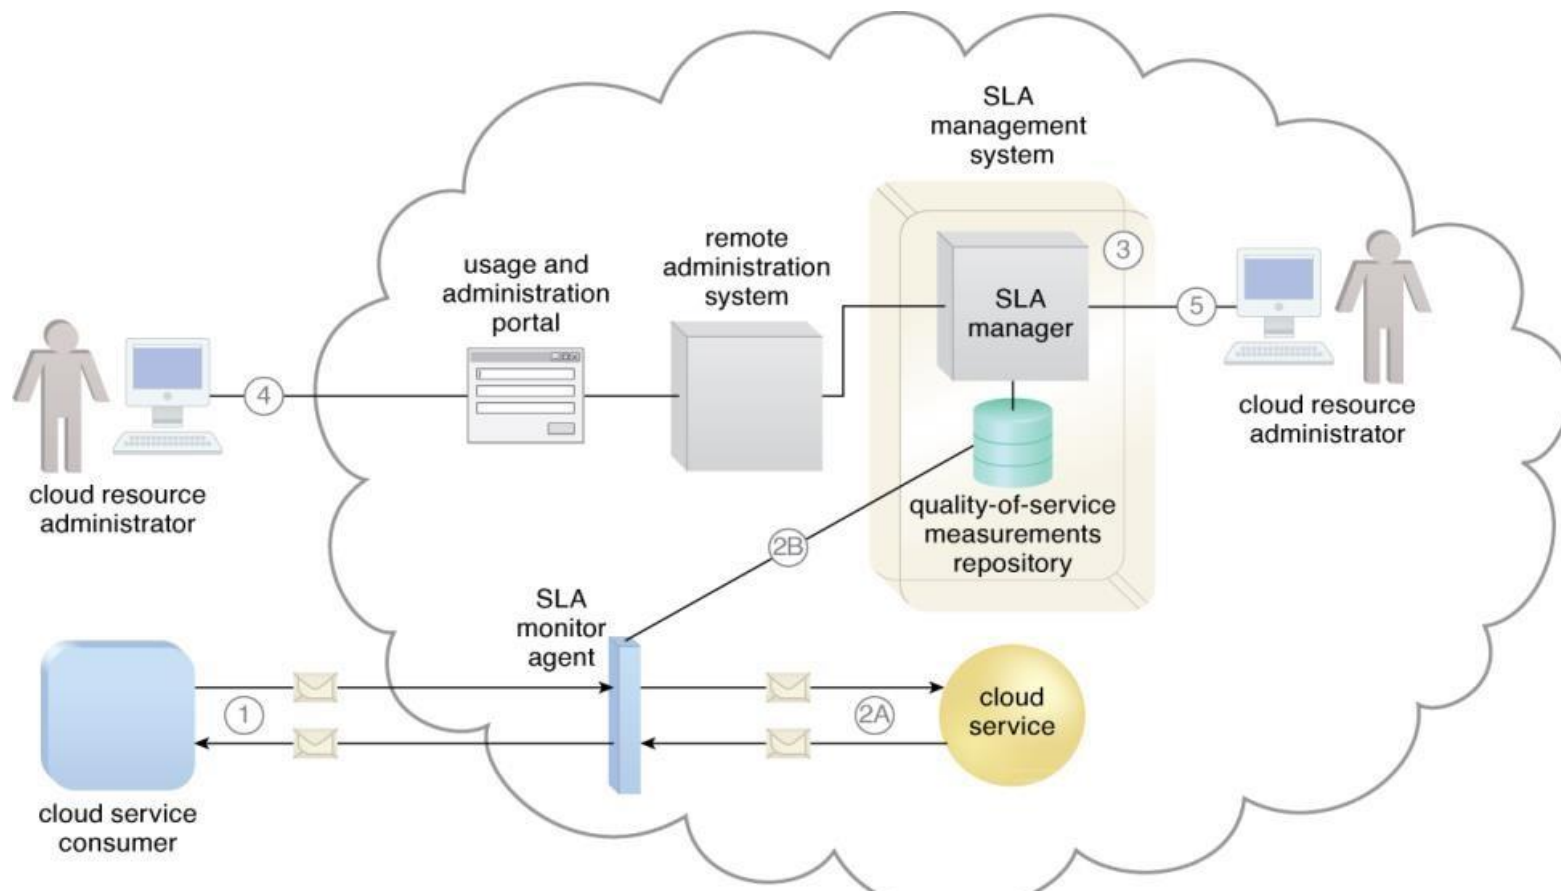 SLA
management
system
remote
administration
system
usage and
administration
portal
3
SLA
manager
5
4
cloud resource
administrator
cloud resource
administrator
quality-of-service
measurements
repository
2B
SLA
monitor
agent
1
2A
cloud
service
cloud service
consumer